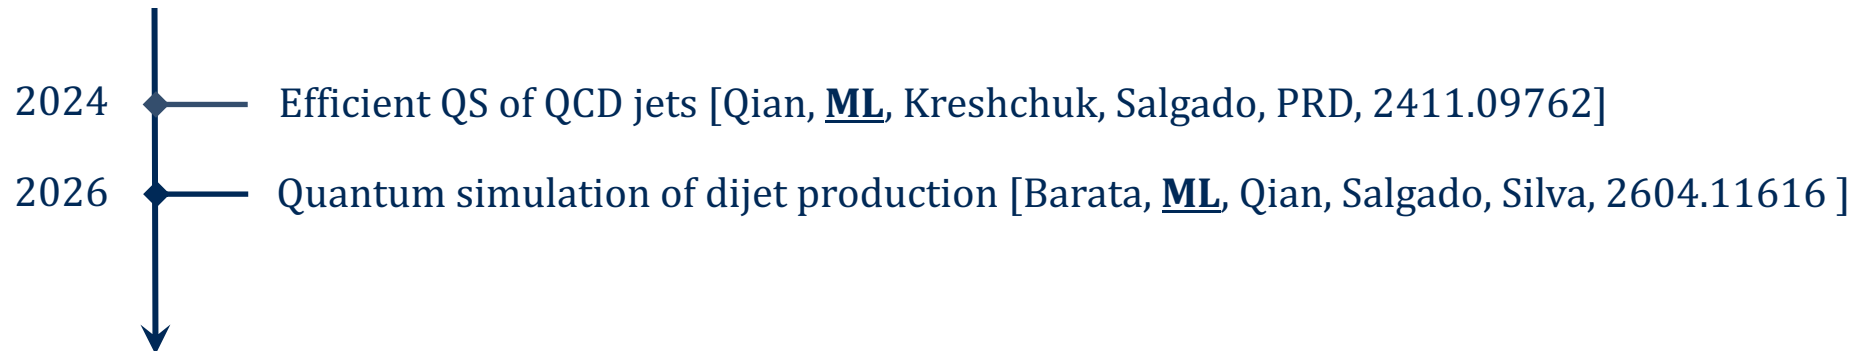 2024 Efficient QS of QCD jets [Qian, ML, Kreshchuk, Salgado, PRD, 2411.09762]
2026 Quantum simulation of dijet production [Barata, ML, Qian, Salgado, Silva, 2604.11616 ]